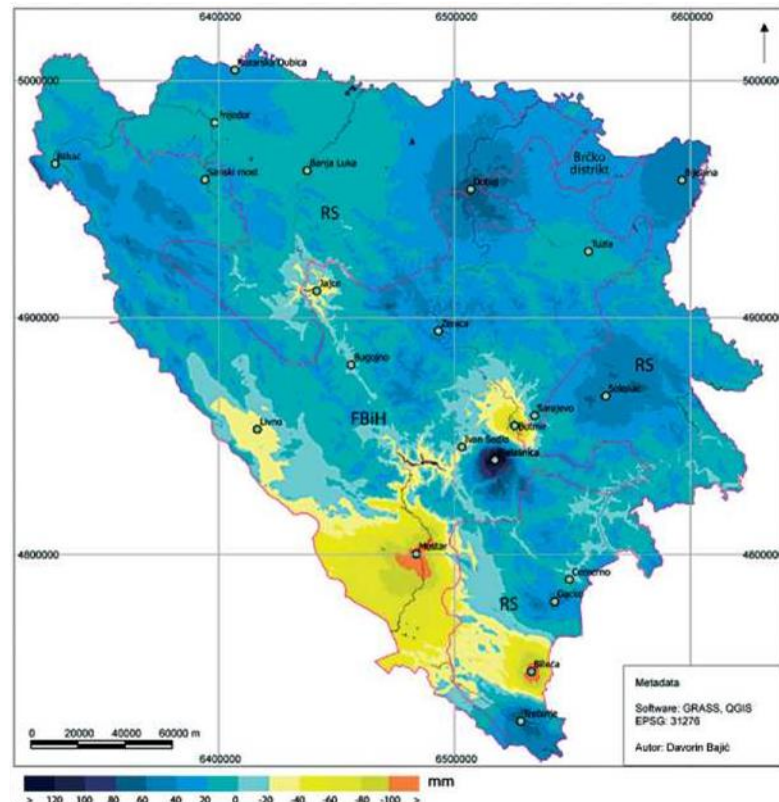 6400000 6500000 6600000
5000000 5000000
Prijedor
Bihać
Sanski most
Banja Luka
Doboj
Brčko
distrikt
Bijeljina
RS
Tuzla
Jajce
4900000 4900000
Zenica
Bugojno
RS
Sokolac
FBiH
Sarajevo
Livno
Butmir
Ivan Sedlo
Bjelašnica
4800000 4800000
Mostar
Čemerno
Gacko
RS
Bileća
Trebinje
Metadata
Software: GRASS, QGIS
EPSG: 31276
Autor: Davorin Bajić
0 20000 40000 60000 m
6400000 6500000 6600000
mm
> 120 100 80 60 40 20 0 -20 -40 -60 -80 -100 >